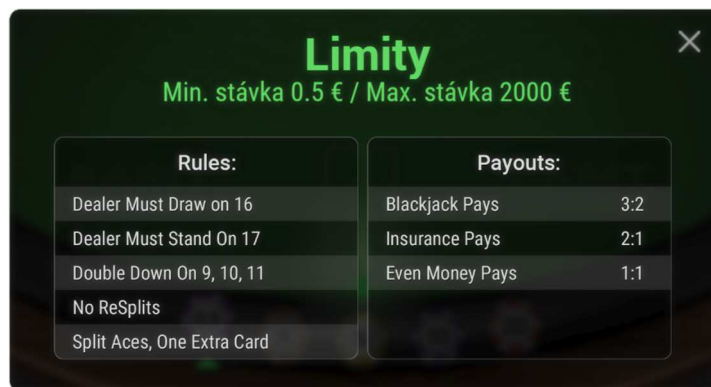 Limity
Min. stávka 0.5 € / Max. stávka 2000 €
Rules:
Dealer Must Draw on 16
Dealer Must Stand On 17
Double Down On 9, 10, 11
No ReSplits
Split Aces, One Extra Card
Payouts:
Blackjack Pays 3:2
Insurance Pays 2:1
Even Money Pays 1:1